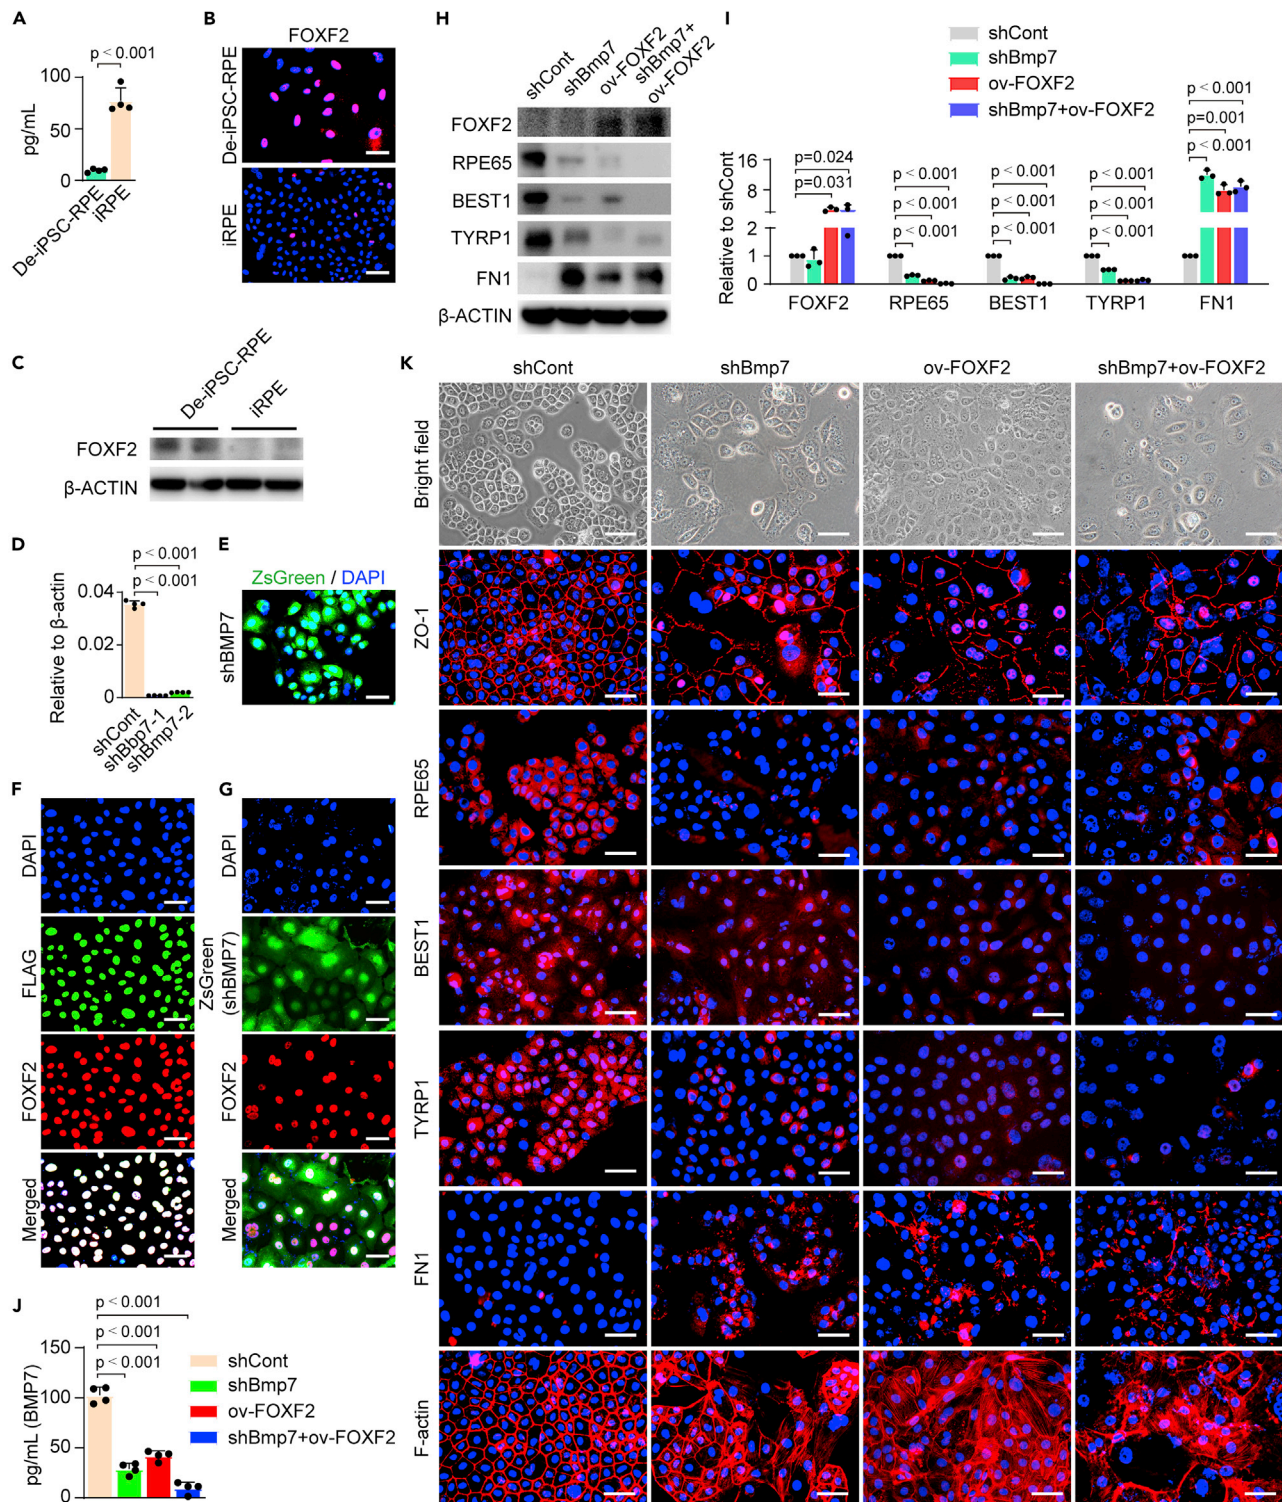 A
p < 0.001
pg/mL
100
50
0
De-iPSC-RPE
iRPE
B
FOXF2
De-iPSC-RPE
iRPE
C
De-iPSC-RPE
iRPE
FOXF2
β-ACTIN
D
p < 0.001
p < 0.001
Relative to β-actin
0.04
0.02
0
shCont
shBbp7-1
shBmp7-2
E
ZsGreen / DAPI
shBMP7
F
DAPI
FLAG
FOXF2
Merged
G
DAPI
ZsGreen
(shBMP7)
FOXF2
Merged
H
shCont
shBmp7
ov-FOXF2
shBmp7+
ov-FOXF2
FOXF2
RPE65
BEST1
TYRP1
FN1
β-ACTIN
I
shCont
shBmp7
ov-FOXF2
shBmp7+ov-FOXF2
Relative to shCont
16
8
2
1
0
p=0.024
p=0.031
p < 0.001
p < 0.001
p < 0.001
p < 0.001
p < 0.001
p < 0.001
p < 0.001
p < 0.001
p < 0.001
p < 0.001
p=0.001
p < 0.001
FOXF2
RPE65
BEST1
TYRP1
FN1
J
p < 0.001
p < 0.001
p < 0.001
pg/mL (BMP7)
150
100
50
0
shCont
shBmp7
ov-FOXF2
shBmp7+ov-FOXF2
K
shCont
shBmp7
ov-FOXF2
shBmp7+ov-FOXF2
Bright field
ZO-1
RPE65
BEST1
TYRP1
FN1
F-actin